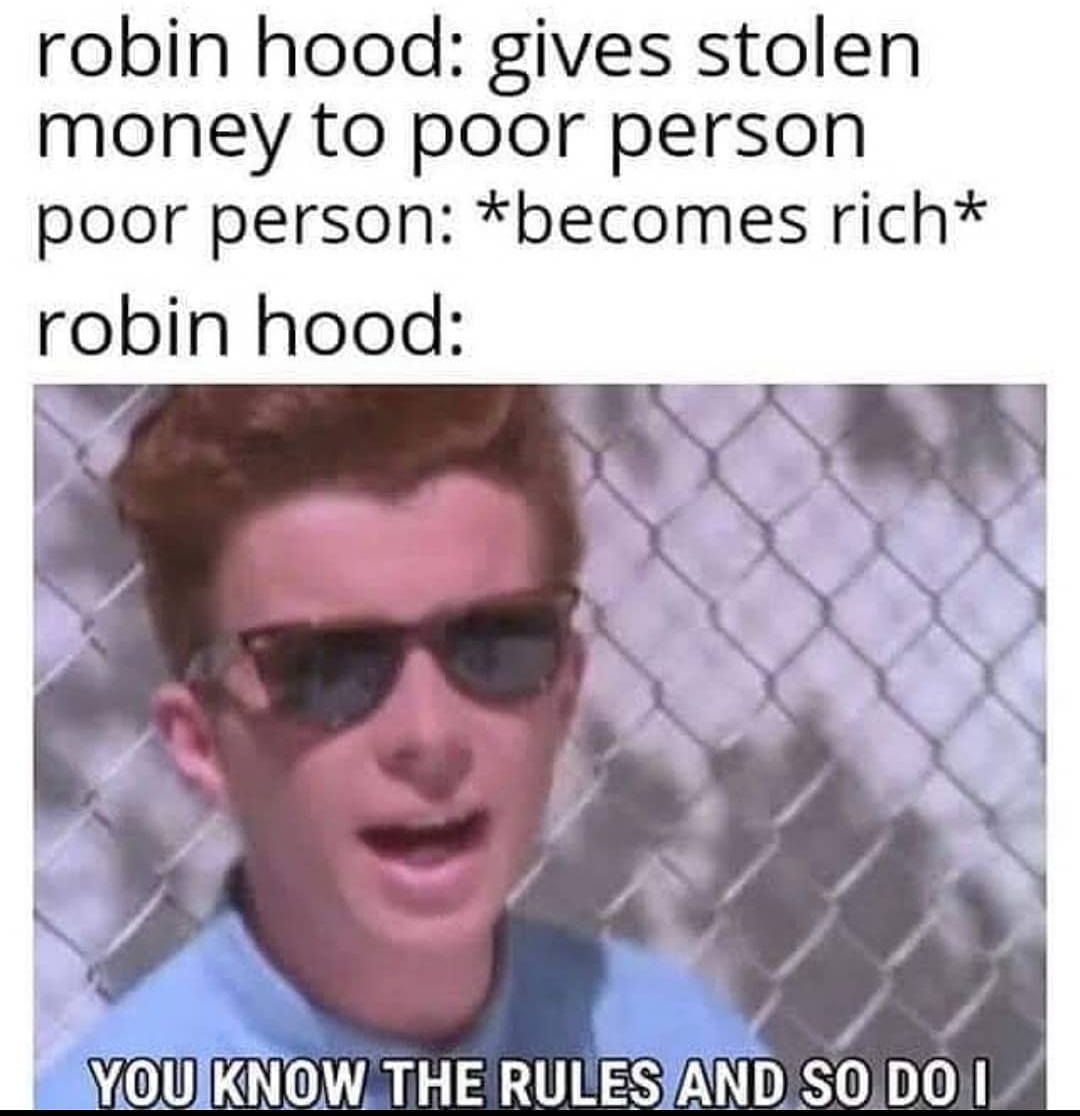 robin hood: gives stolen
money to poor person
poor person: *becomes rich*
robin hood:
YOU KNOW THE RULES AND SO DO I